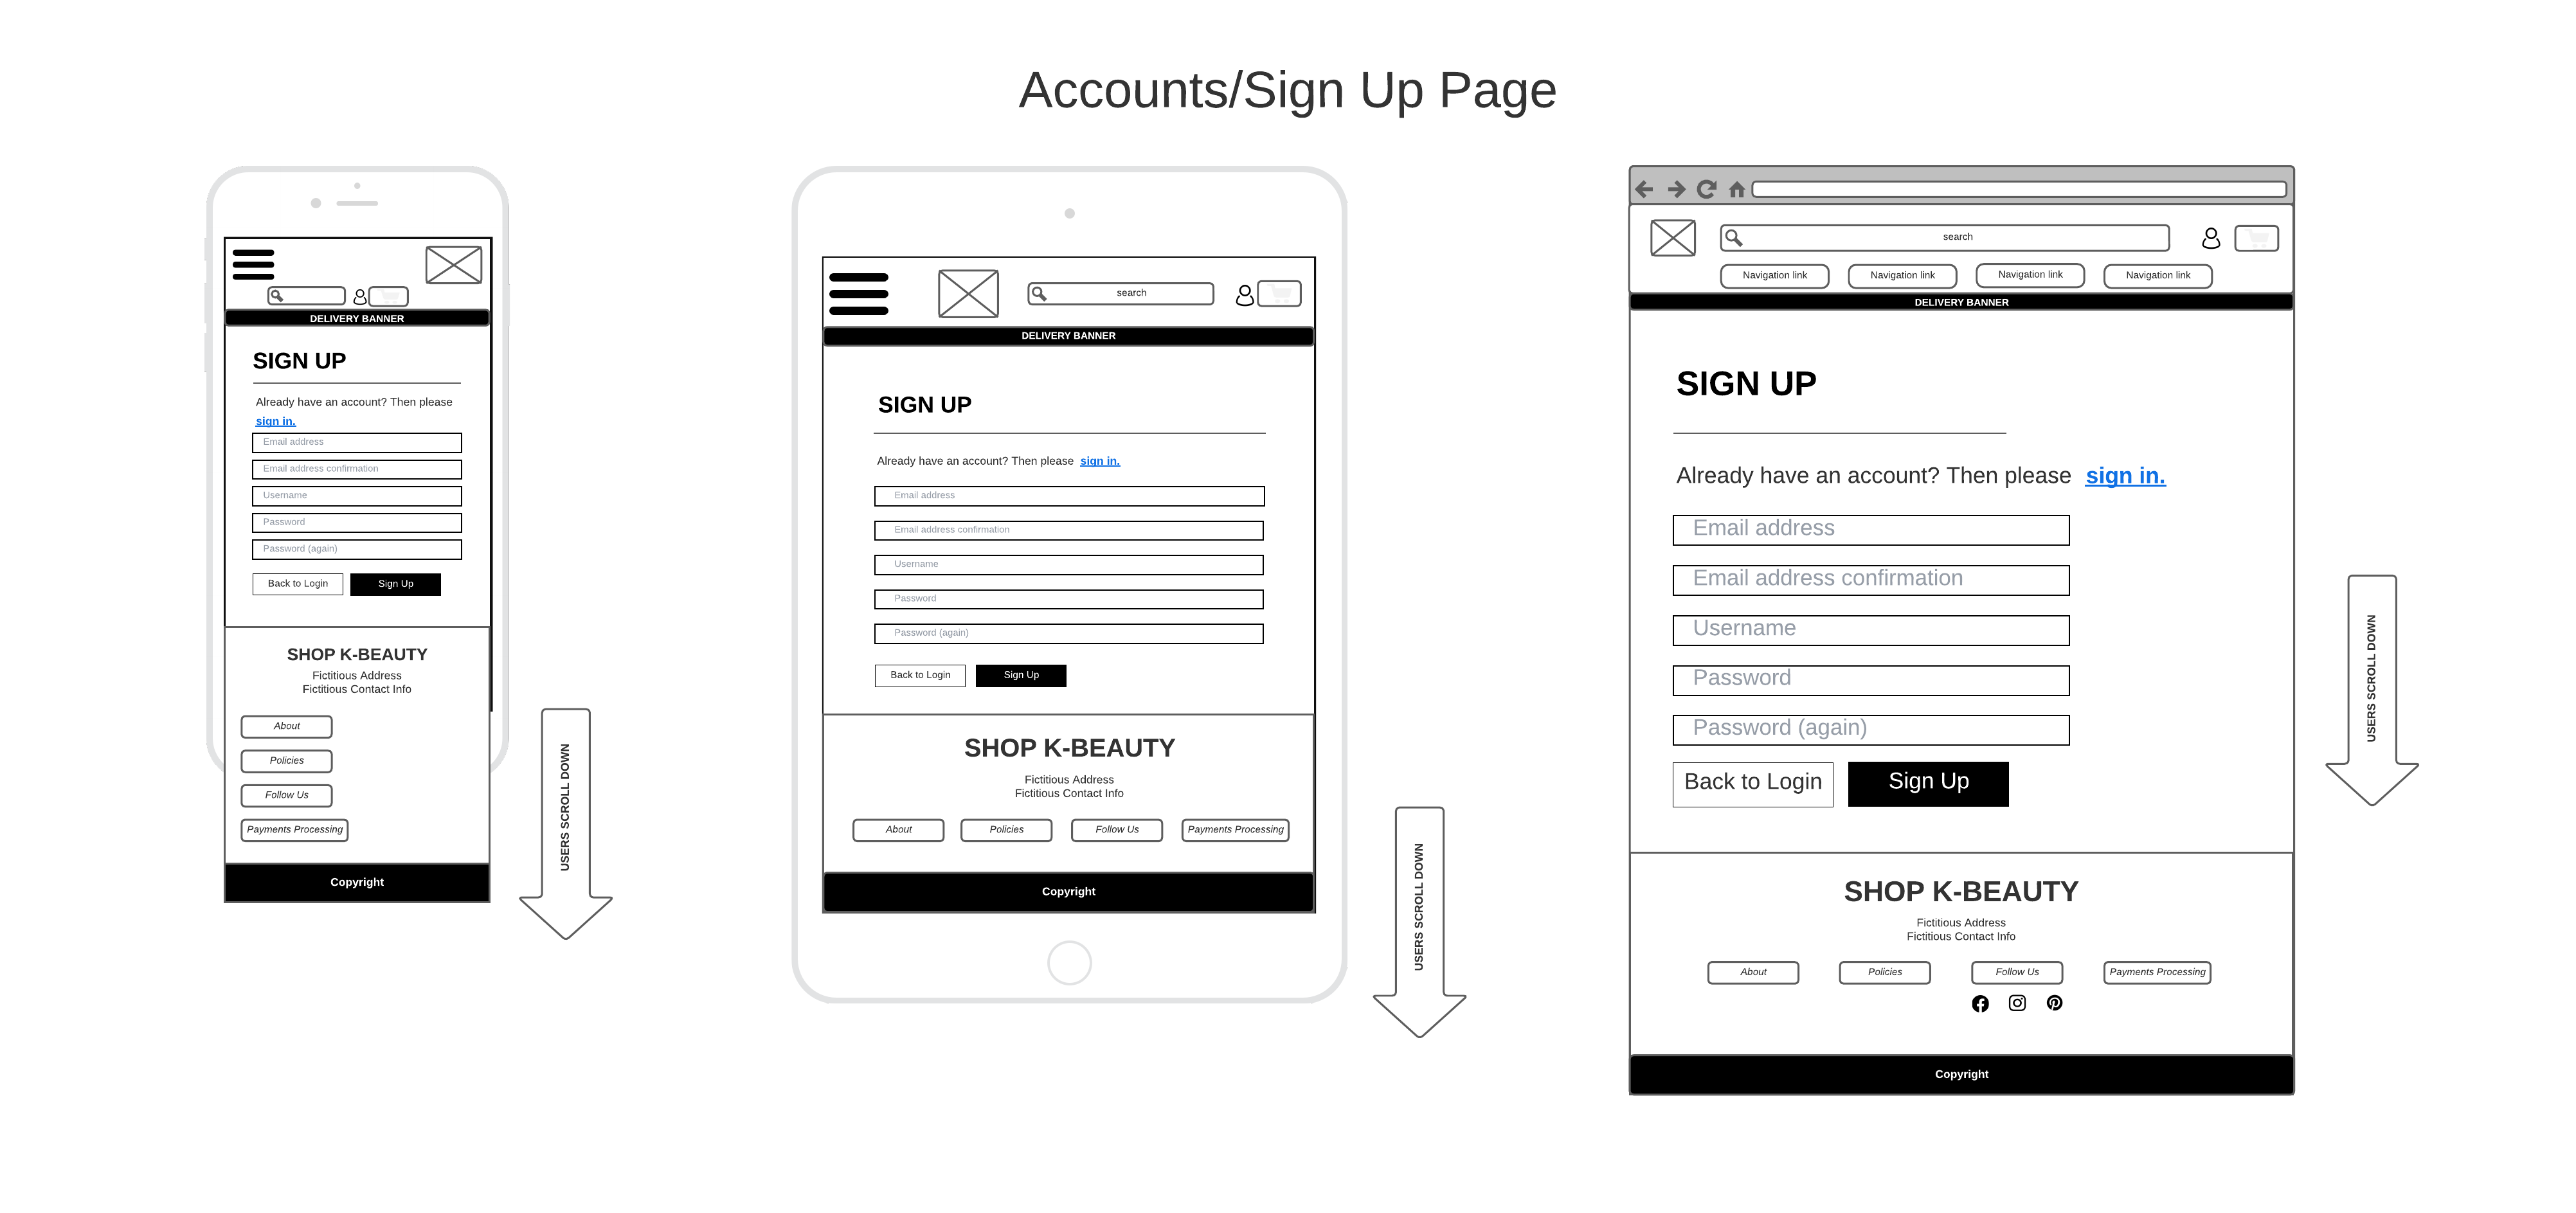 Accounts/Sign Up Page
DELIVERY BANNER
SIGN UP
Already have an account? Then please
sign in.
Email address
Email address confirmation
Username
Password
Password (again)
Back to Login Sign Up
SHOP K-BEAUTY
Fictitious Address
Fictitious Contact Info
About
Policies
Follow Us
Payments Processing
Copyright
USERS SCROLL DOWN
search
DELIVERY BANNER
SIGN UP
Already have an account? Then please sign in.
Email address
Email address confirmation
Username
Password
Password (again)
Back to Login Sign Up
SHOP K-BEAUTY
Fictitious Address
Fictitious Contact Info
About Policies Follow Us Payments Processing
Copyright
USERS SCROLL DOWN
search
Navigation link Navigation link Navigation link Navigation link
DELIVERY BANNER
SIGN UP
Already have an account? Then please sign in.
Email address
Email address confirmation
Username
Password
Password (again)
Back to Login Sign Up
SHOP K-BEAUTY
Fictitious Address
Fictitious Contact Info
About Policies Follow Us Payments Processing
Copyright
USERS SCROLL DOWN